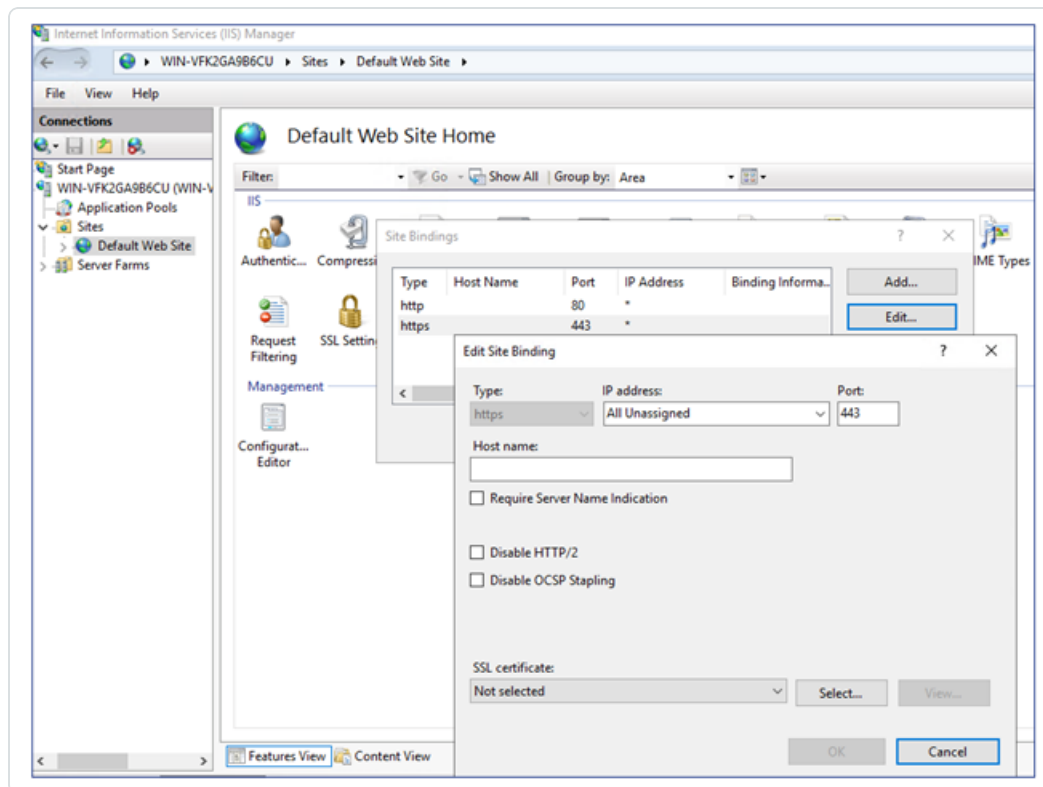 Internet Information Services (IIS) Manager
WIN-VFK2GA9B6CU Sites Default Web Site
File View Help
Connections
Start Page
WIN-VFK2GA9B6CU (WIN-V
Application Pools
Sites
Default Web Site
Server Farms
Default Web Site Home
Filter: Go Show All Group by: Area
IIS
Authentic... Compressi
IME Types
Request
Filtering
SSL Settin
Management
Configurat...
Editor
Site Bindings ?
Type Host Name Port IP Address Binding Informa...
http 80 *
https 443 *
Add...
Edit...
Edit Site Binding ?
Type: IP address: Port:
https All Unassigned 443
Host name:
Require Server Name Indication
Disable HTTP/2
Disable OCSP Stapling
SSL certificate:
Not selected Select... View...
OK Cancel
Features View Content View